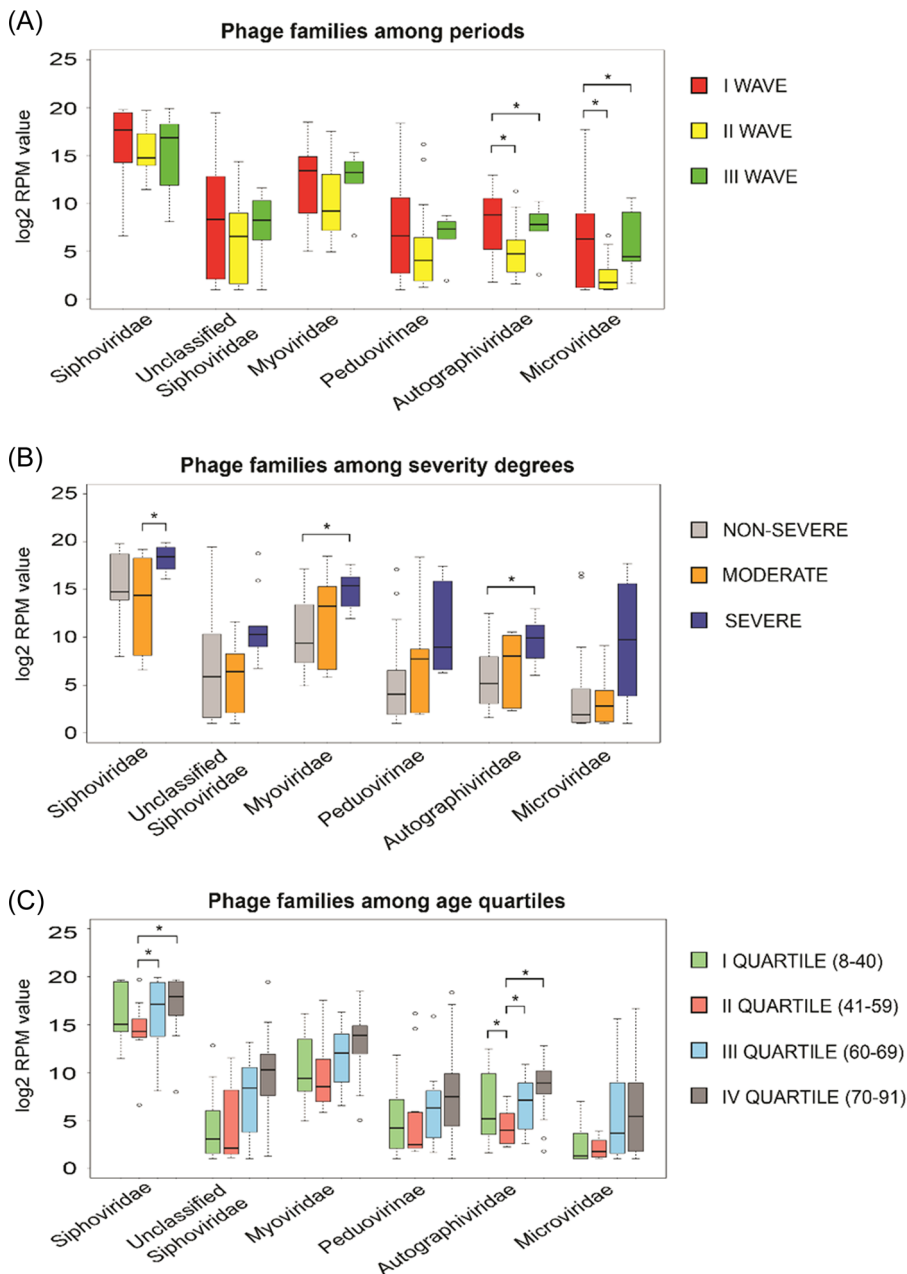 (A)
Phage families among periods
log2 RPM value
25
20
15
10
5
0
* * * *
Siphoviridae
Unclassified
Siphoviridae
Myoviridae
Peduovirinae
Autographiviridae
Microviridae
I WAVE
II WAVE
III WAVE
(B)
Phage families among severity degrees
log2 RPM value
25
20
15
10
5
0
* * *
Siphoviridae
Unclassified
Siphoviridae
Myoviridae
Peduovirinae
Autographiviridae
Microviridae
NON-SEVERE
MODERATE
SEVERE
(C)
Phage families among age quartiles
log2 RPM value
25
20
15
10
5
0
* * * * *
Siphoviridae
Unclassified
Siphoviridae
Myoviridae
Peduovirinae
Autographiviridae
Microviridae
I QUARTILE (8-40)
II QUARTILE (41-59)
III QUARTILE (60-69)
IV QUARTILE (70-91)